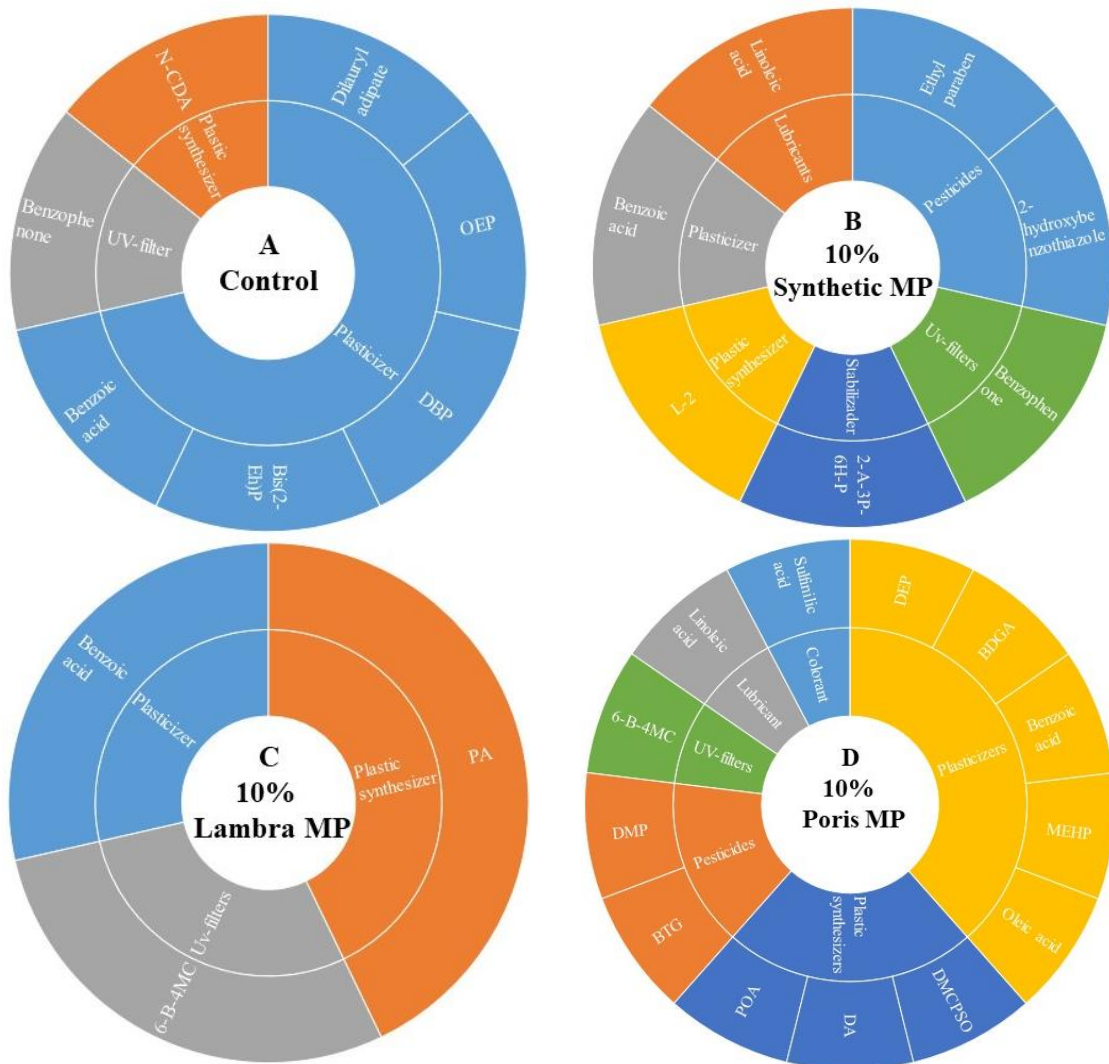 N-CDA
Plastic
synthesizer
Dilauryl
adipate
OEP
DBP
Plasticizer
Bis(2-
Eh)P
Benzoic
acid
Benzophe
none
UV-filter
A
Control
Linoleic
acid
Lubricants
Ethyl
paraben
Pesticides
2-
hydroxybe
nzothiazole
Uv-filters
Benzophen
one
Stabilizader
2-A-3P-
6H-P
Plastic
synthesizer
L-2
Benzoic
acid
Plasticizer
B
10%
Synthetic MP
Benzoic
acid
Plasticizer
PA
Plastic
synthesizer
Uv-filters
6-B-4MC
C
10%
Lambra MP
Sulfinilic
acid
Colorant
DEP
BDGA
Benzoic
acid
Plasticizers
MEHP
Oleic acid
DMCPSO
DA
POA
Plastic
synthesizers
BTG
DMP
Pesticides
6-B-4MC
UV-filters
Linoleic
acid
Lubricant
D
10%
Poris MP